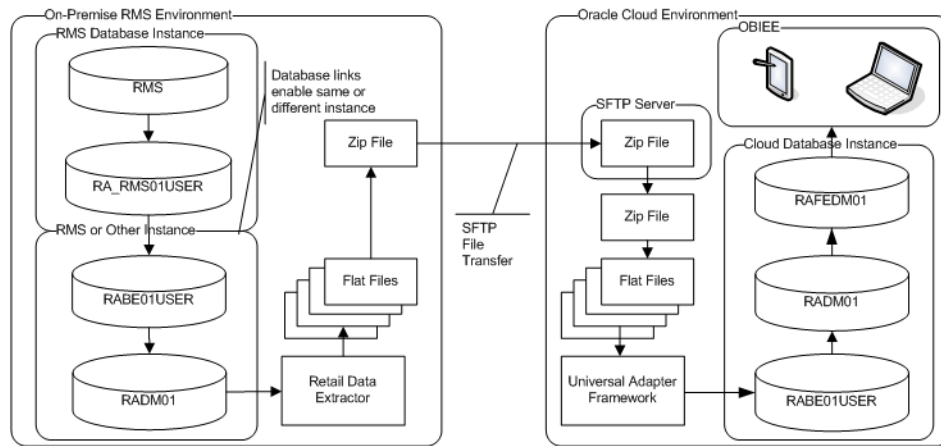 On-Premise RMS Environment
RMS Database Instance
RMS
RA_RMS01USER
RMS or Other Instance
RABE01USER
RADM01
Database links
enable same or
different instance
Zip File
Flat Files
Retail Data
Extractor
SFTP
File
Transfer
Oracle Cloud Environment
OBIEE
SFTP Server
Zip File
Zip File
Flat Files
Universal Adapter
Framework
Cloud Database Instance
RAFEDM01
RADM01
RABE01USER